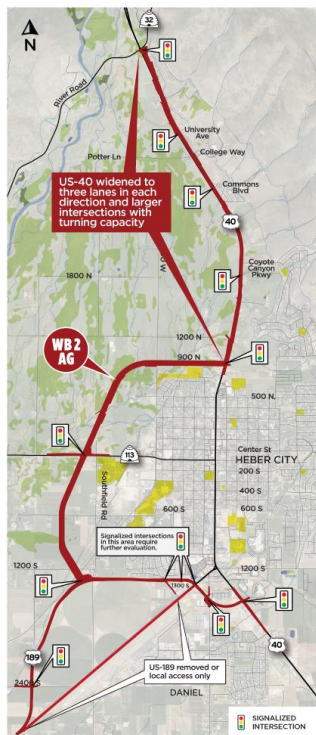 N
32
River Road
University
Ave
College Way
Potter Ln
Commons
Blvd
US-40 widened to
three lanes in each
direction and larger
intersections with
turning capacity
40
Coyote
Canyon
Pkwy
1800 N
W
1200 N
900 N
WB 2
AG
500 N.
Center St
HEBER CITY
113
200 S
400 S
600 S
600 S
Southfield Rd
Signalized intersections
in this area require
further evaluation.
1200 S
1300 S
1200 S
189
US-189 removed or
local access only
40
2400 S
DANIEL
SIGNALIZED
INTERSECTION